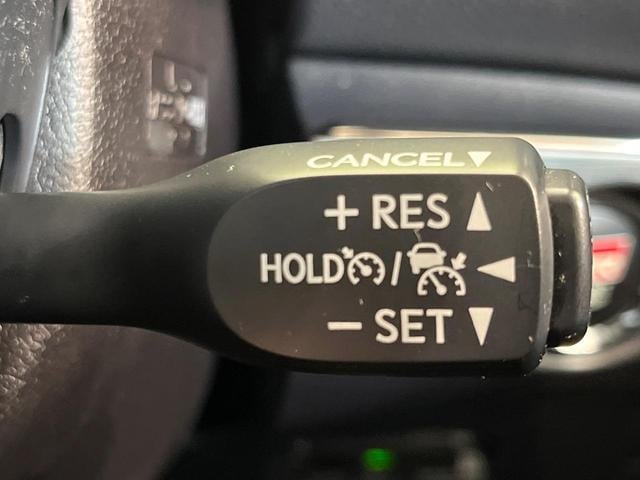 CANCEL▼
+ RES ▲
HOLD / ◀
− SET ▼